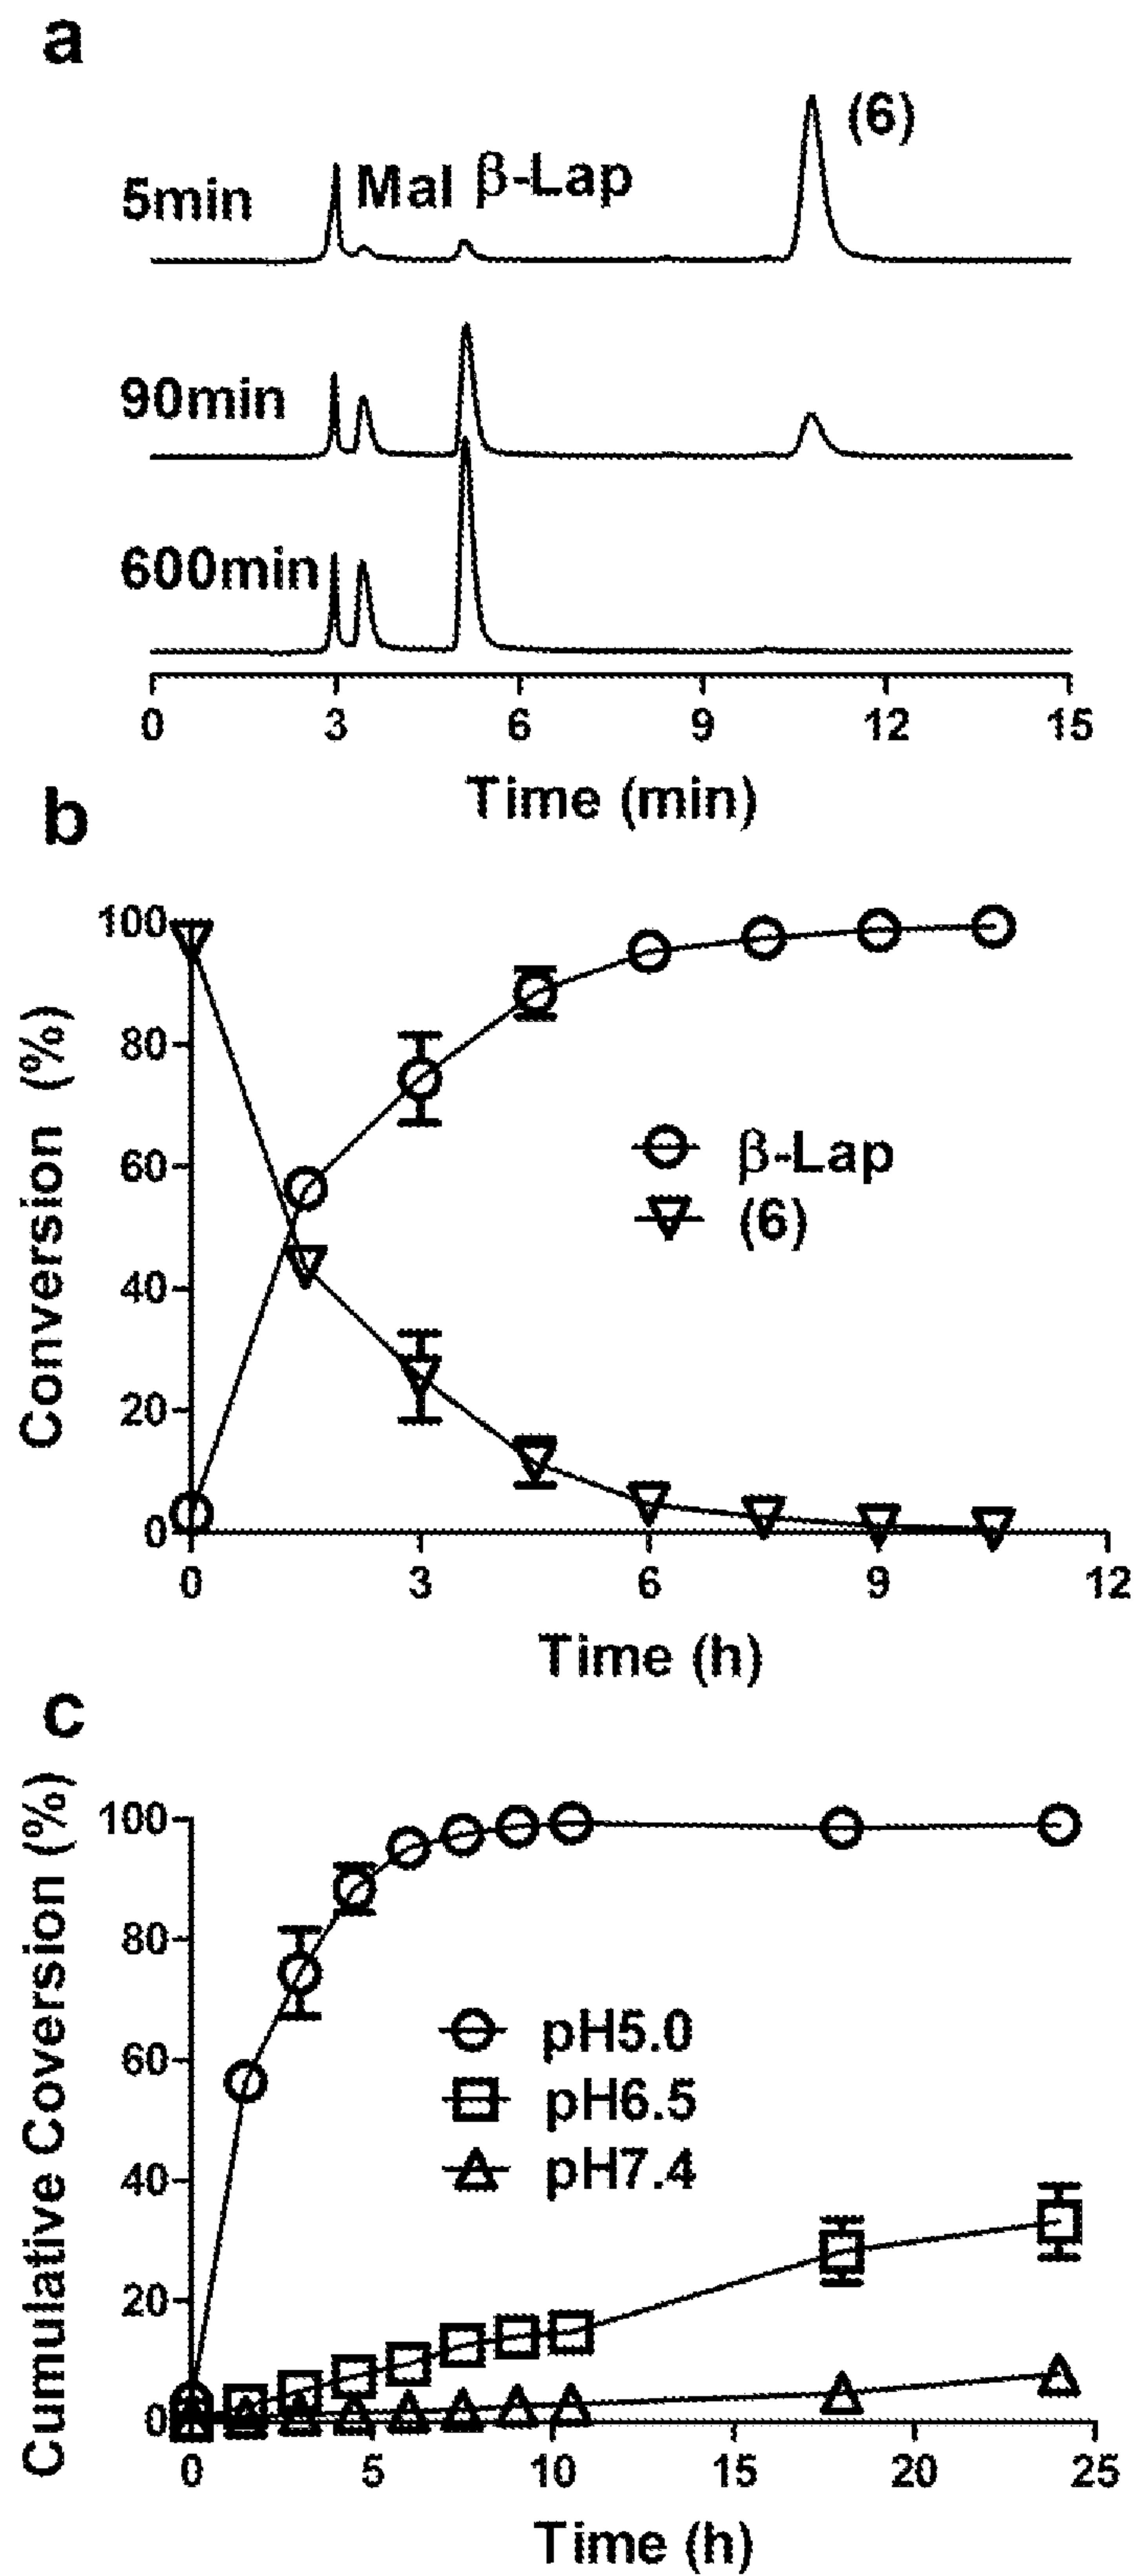 a
(6)
5min Mal β-Lap
90min
600min
0 3 6 9 12 15
Time (min)
b
100
80
60
40
20
0
Conversion (%)
β-Lap
(6)
0 3 6 9 12
Time (h)
c
100
80
60
40
20
0
Cumulative Coversion (%)
pH5.0
pH6.5
pH7.4
0 5 10 15 20 25
Time (h)